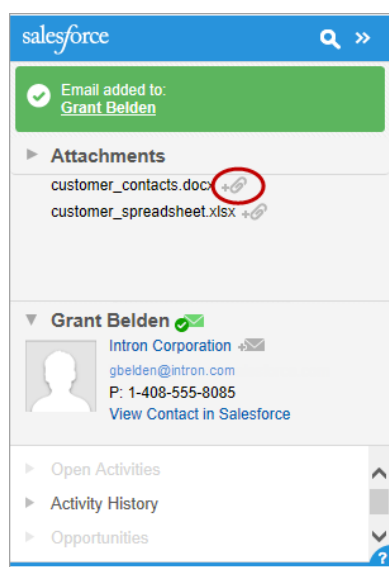 salesforce
Email added to:
Grant Belden
Attachments
customer_contacts.docx
customer_spreadsheet.xlsx
Grant Belden
Intron Corporation
gbelden@intron.com
P: 1-408-555-8085
View Contact in Salesforce
Open Activities
Activity History
Opportunities
?